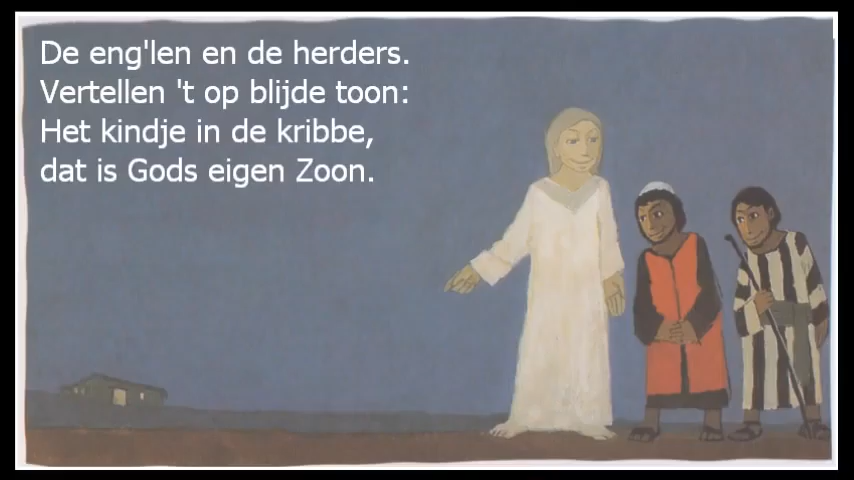 De eng'len en de herders.
Vertellen 't op blijde toon:
Het kindje in de kribbe,
dat is Gods eigen Zoon.